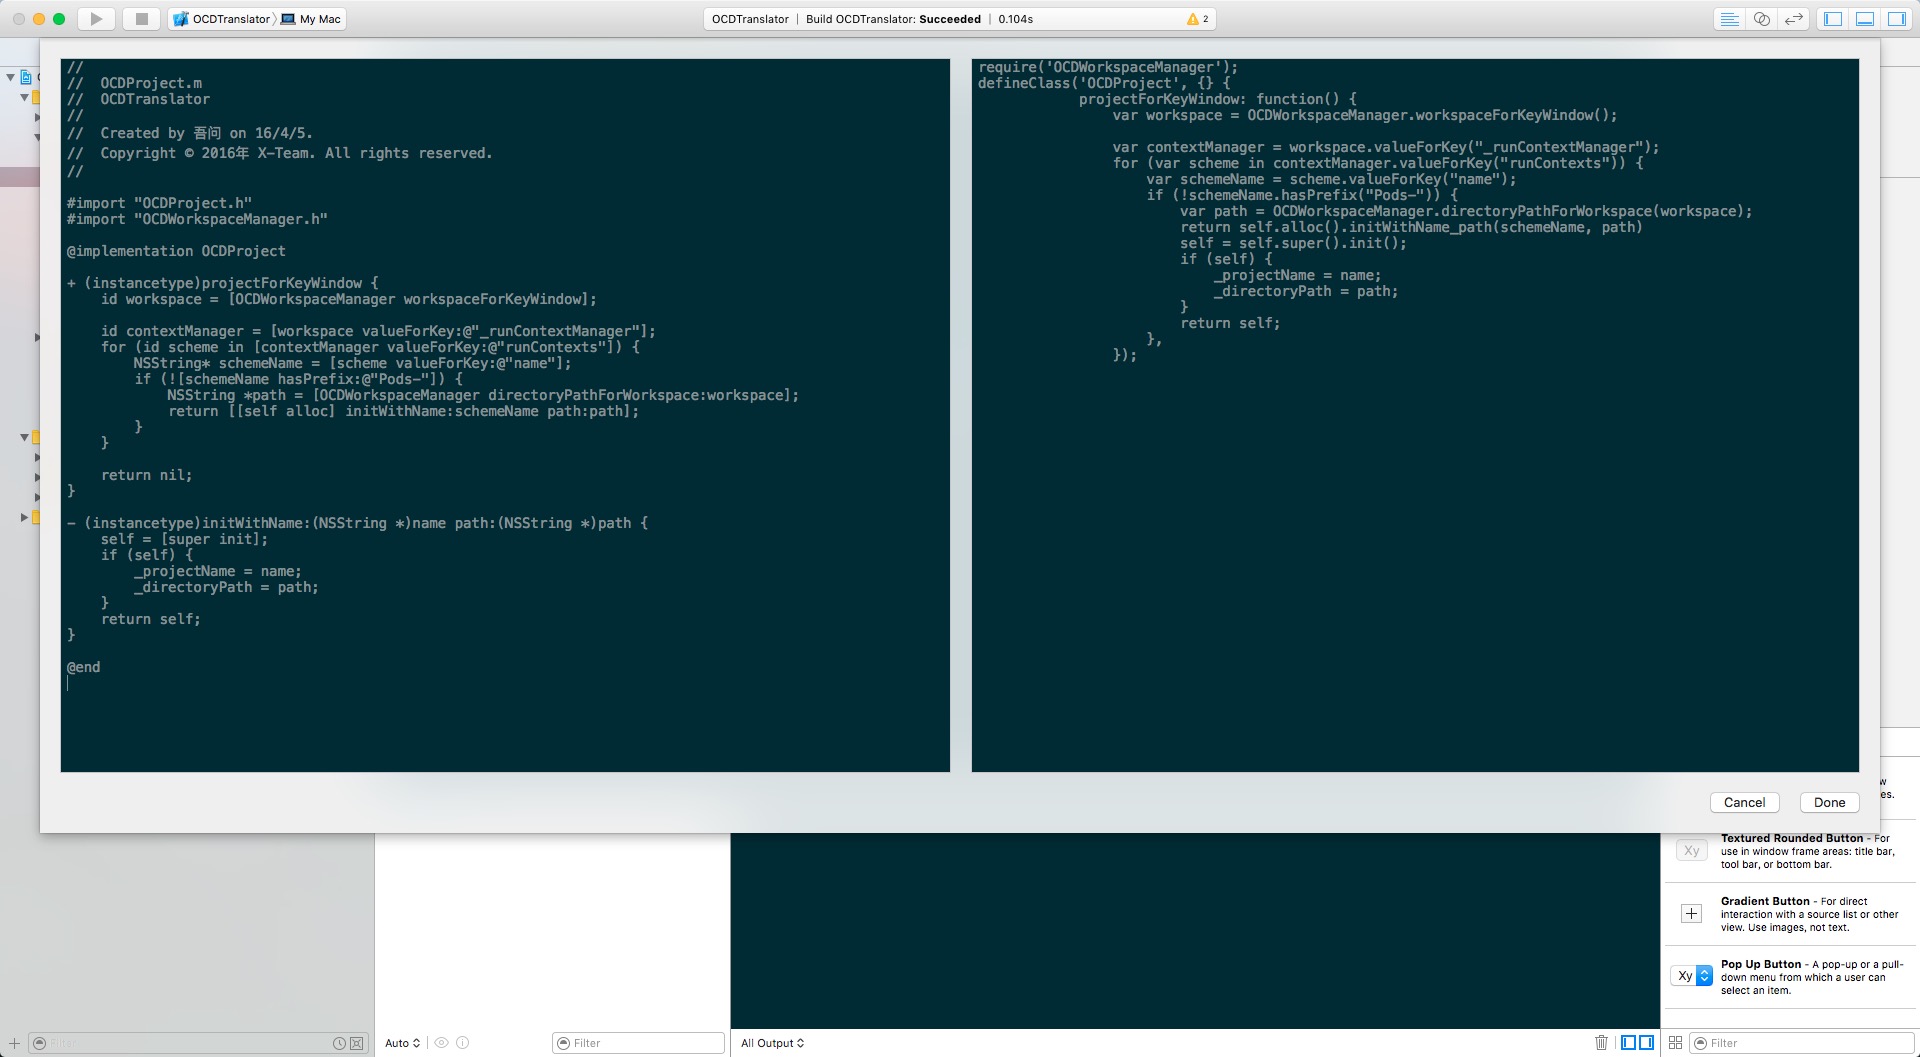 OCDTranslator 〉 My Mac
OCDTranslator | Build OCDTranslator: Succeeded | 0.104s
2
//
//  OCDProject.m
//  OCDTranslator
//
//  Created by 吾问 on 16/4/5.
//  Copyright © 2016年 X-Team. All rights reserved.
//
#import "OCDProject.h"
#import "OCDWorkspaceManager.h"
@implementation OCDProject
+ (instancetype)projectForKeyWindow {
    id workspace = [OCDWorkspaceManager workspaceForKeyWindow];
    id contextManager = [workspace valueForKey:@"_runContextManager"];
    for (id scheme in [contextManager valueForKey:@"runContexts"]) {
        NSString* schemeName = [scheme valueForKey:@"name"];
        if (![schemeName hasPrefix:@"Pods-"]) {
            NSString *path = [OCDWorkspaceManager directoryPathForWorkspace:workspace];
            return [[self alloc] initWithName:schemeName path:path];
        }
    }
    return nil;
}
- (instancetype)initWithName:(NSString *)name path:(NSString *)path {
    self = [super init];
    if (self) {
        _projectName = name;
        _directoryPath = path;
    }
    return self;
}
@end
require('OCDWorkspaceManager');
defineClass('OCDProject', {} {
            projectForKeyWindow: function() {
                var workspace = OCDWorkspaceManager.workspaceForKeyWindow();
                var contextManager = workspace.valueForKey("_runContextManager");
                for (var scheme in contextManager.valueForKey("runContexts")) {
                    var schemeName = scheme.valueForKey("name");
                    if (!schemeName.hasPrefix("Pods-")) {
                        var path = OCDWorkspaceManager.directoryPathForWorkspace(workspace);
                        return self.alloc().initWithName_path(schemeName, path)
                        self = self.super().init();
                        if (self) {
                            _projectName = name;
                            _directoryPath = path;
                        }
                        return self;
                    },
                });
Cancel
Done
es.
Textured Rounded Button - For
use in window frame areas: title bar,
tool bar, or bottom bar.
Xy
Gradient Button - For direct
interaction with a source list or other
view. Use images, not text.
Xy
Pop Up Button - A pop-up or a pull-
down menu from which a user can
select an item.
Filter
Auto
Filter
All Output
Filter